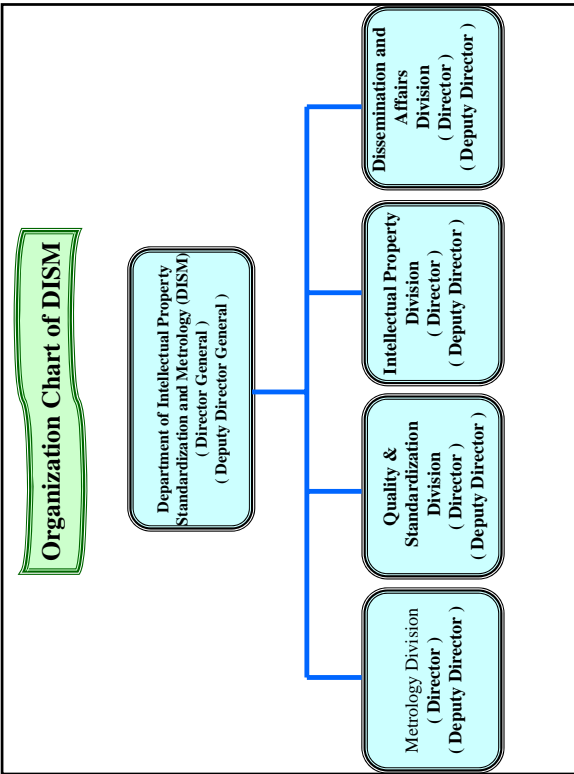 Organization Chart of DISM
Department of Intellectual Property
Standardization and Metrology (DISM)
( Director General )
( Deputy Director General )
Metrology Division
( Director )
( Deputy Director )
Quality &
Standardization
Division
( Director )
( Deputy Director )
Intellectual Property
Division
( Director )
( Deputy Director )
Dissemination and
Affairs
Division
( Director )
( Deputy Director )